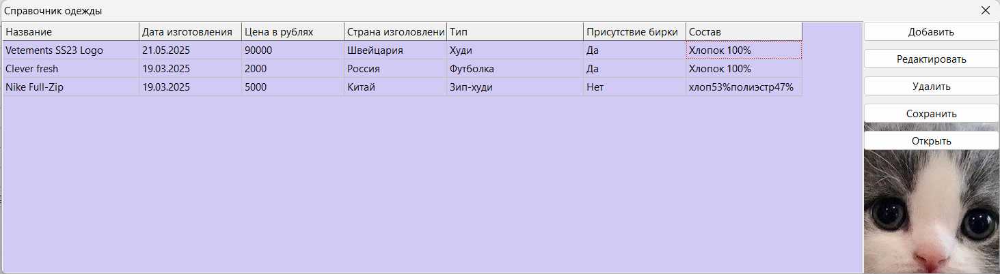 Справочник одежды
Название Дата изготовления Цена в рублях Страна изголовлени Тип Присутствие бирки Состав
Vetements SS23 Logo 21.05.2025 90000 Швейцария Худи Да Хлопок 100%
Clever fresh 19.03.2025 2000 Россия Футболка Да Хлопок 100%
Nike Full-Zip 19.03.2025 5000 Китай Зип-худи Нет хлоп53%полиэстр47%
Добавить
Редактировать
Удалить
Сохранить
Открыть